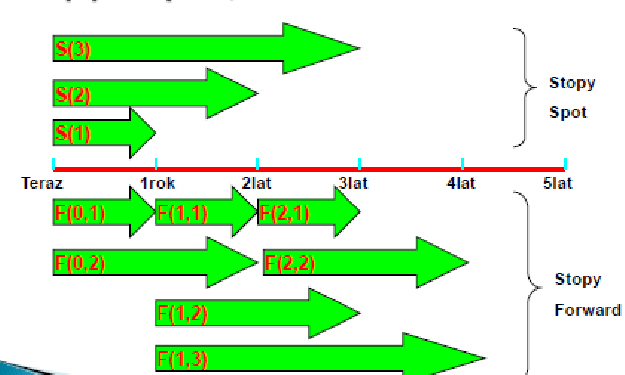 S(3)
S(2)
S(1)
Stopy
Spot
Teraz 1rok 2lat 3lat 4lat 5lat
F(0,1) F(1,1) F(2,1)
F(0,2) F(2,2)
F(1,2)
F(1,3)
Stopy
Forward